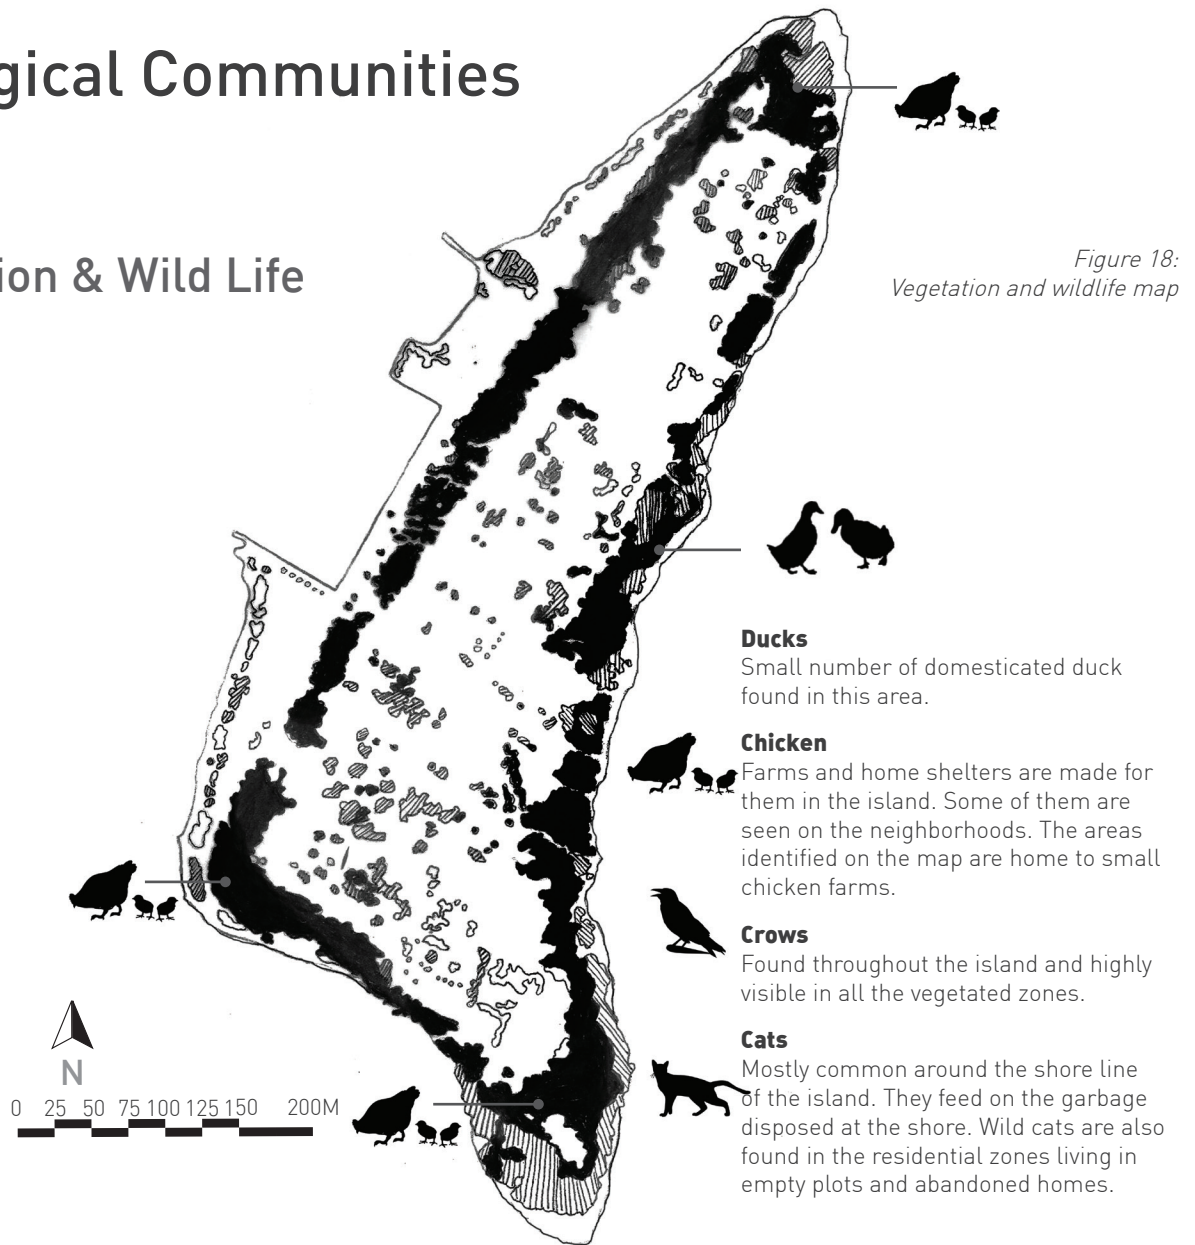 gical Communities
ion & Wild Life
Figure 18:
Vegetation and wildlife map
Ducks
Small number of domesticated duck
found in this area.
Chicken
Farms and home shelters are made for
them in the island. Some of them are
seen on the neighborhoods. The areas
identified on the map are home to small
chicken farms.
Crows
Found throughout the island and highly
visible in all the vegetated zones.
Cats
Mostly common around the shore line
of the island. They feed on the garbage
disposed at the shore. Wild cats are also
found in the residential zones living in
empty plots and abandoned homes.
N
0 25 50 75 100 125 150 200M